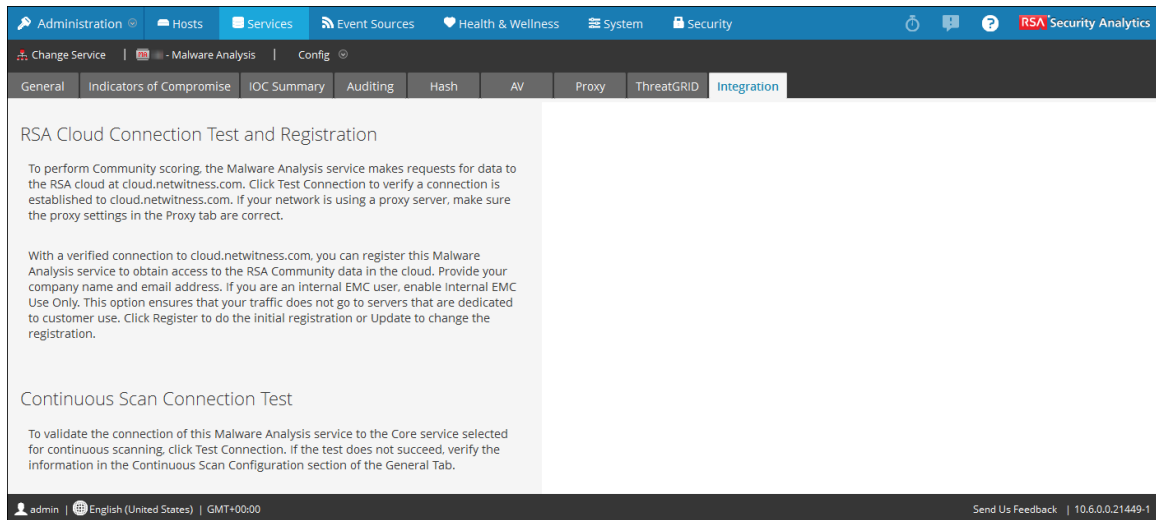 Administration Hosts Services Event Sources Health & Wellness System Security RSA Security Analytics
Change Service | - Malware Analysis | Config
General Indicators of Compromise IOC Summary Auditing Hash AV Proxy ThreatGRID Integration
RSA Cloud Connection Test and Registration
To perform Community scoring, the Malware Analysis service makes requests for data to
the RSA cloud at cloud.netwitness.com. Click Test Connection to verify a connection is
established to cloud.netwitness.com. If your network is using a proxy server, make sure
the proxy settings in the Proxy tab are correct.
With a verified connection to cloud.netwitness.com, you can register this Malware
Analysis service to obtain access to the RSA Community data in the cloud. Provide your
company name and email address. If you are an internal EMC user, enable Internal EMC
Use Only. This option ensures that your traffic does not go to servers that are dedicated
to customer use. Click Register to do the initial registration or Update to change the
registration.
Continuous Scan Connection Test
To validate the connection of this Malware Analysis service to the Core service selected
for continuous scanning, click Test Connection. If the test does not succeed, verify the
information in the Continuous Scan Configuration section of the General Tab.
admin | English (United States) | GMT+00:00 Send Us Feedback | 10.6.0.0.21449-1